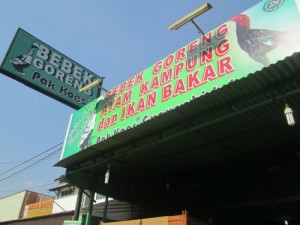 BEBEK
GORENG
Pak Koes
BEBEK GORENG
AYAM KAMPUNG
dan IKAN BAKAR